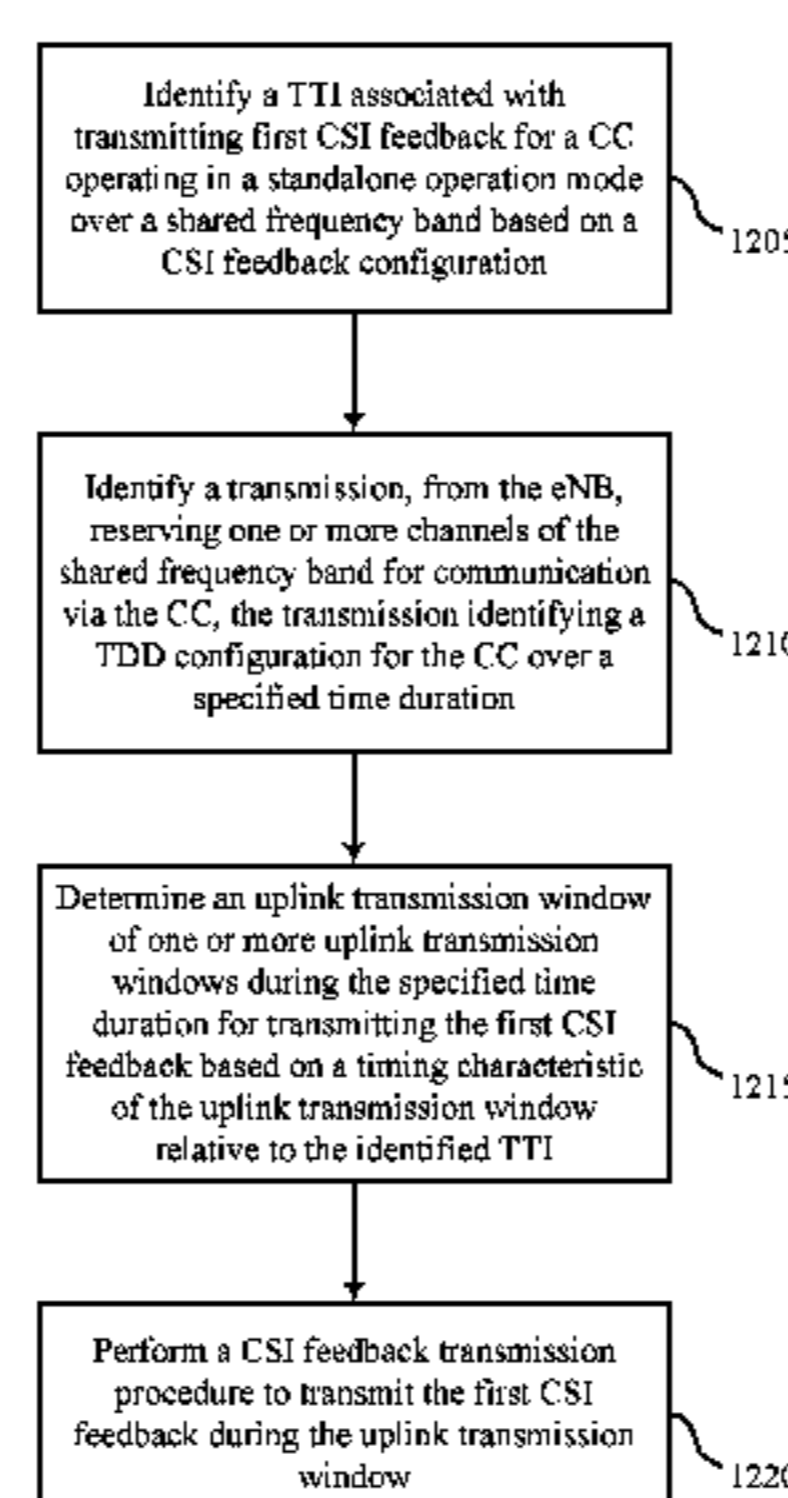 Identify a TTI associated with
transmitting first CSI feedback for a CC
operating in a standalone operation mode
over a shared frequency band based on a
CSI feedback configuration
1205
Identify a transmission, from the eNB,
reserving one or more channels of the
shared frequency band for communication
via the CC, the transmission identifying a
TDD configuration for the CC over a
specified time duration
1210
Determine an uplink transmission window
of one or more uplink transmission
windows during the specified time
duration for transmitting the first CSI
feedback based on a timing characteristic
of the uplink transmission window
relative to the identified TTI
1215
Perform a CSI feedback transmission
procedure to transmit the first CSI
feedback during the uplink transmission
window
1220